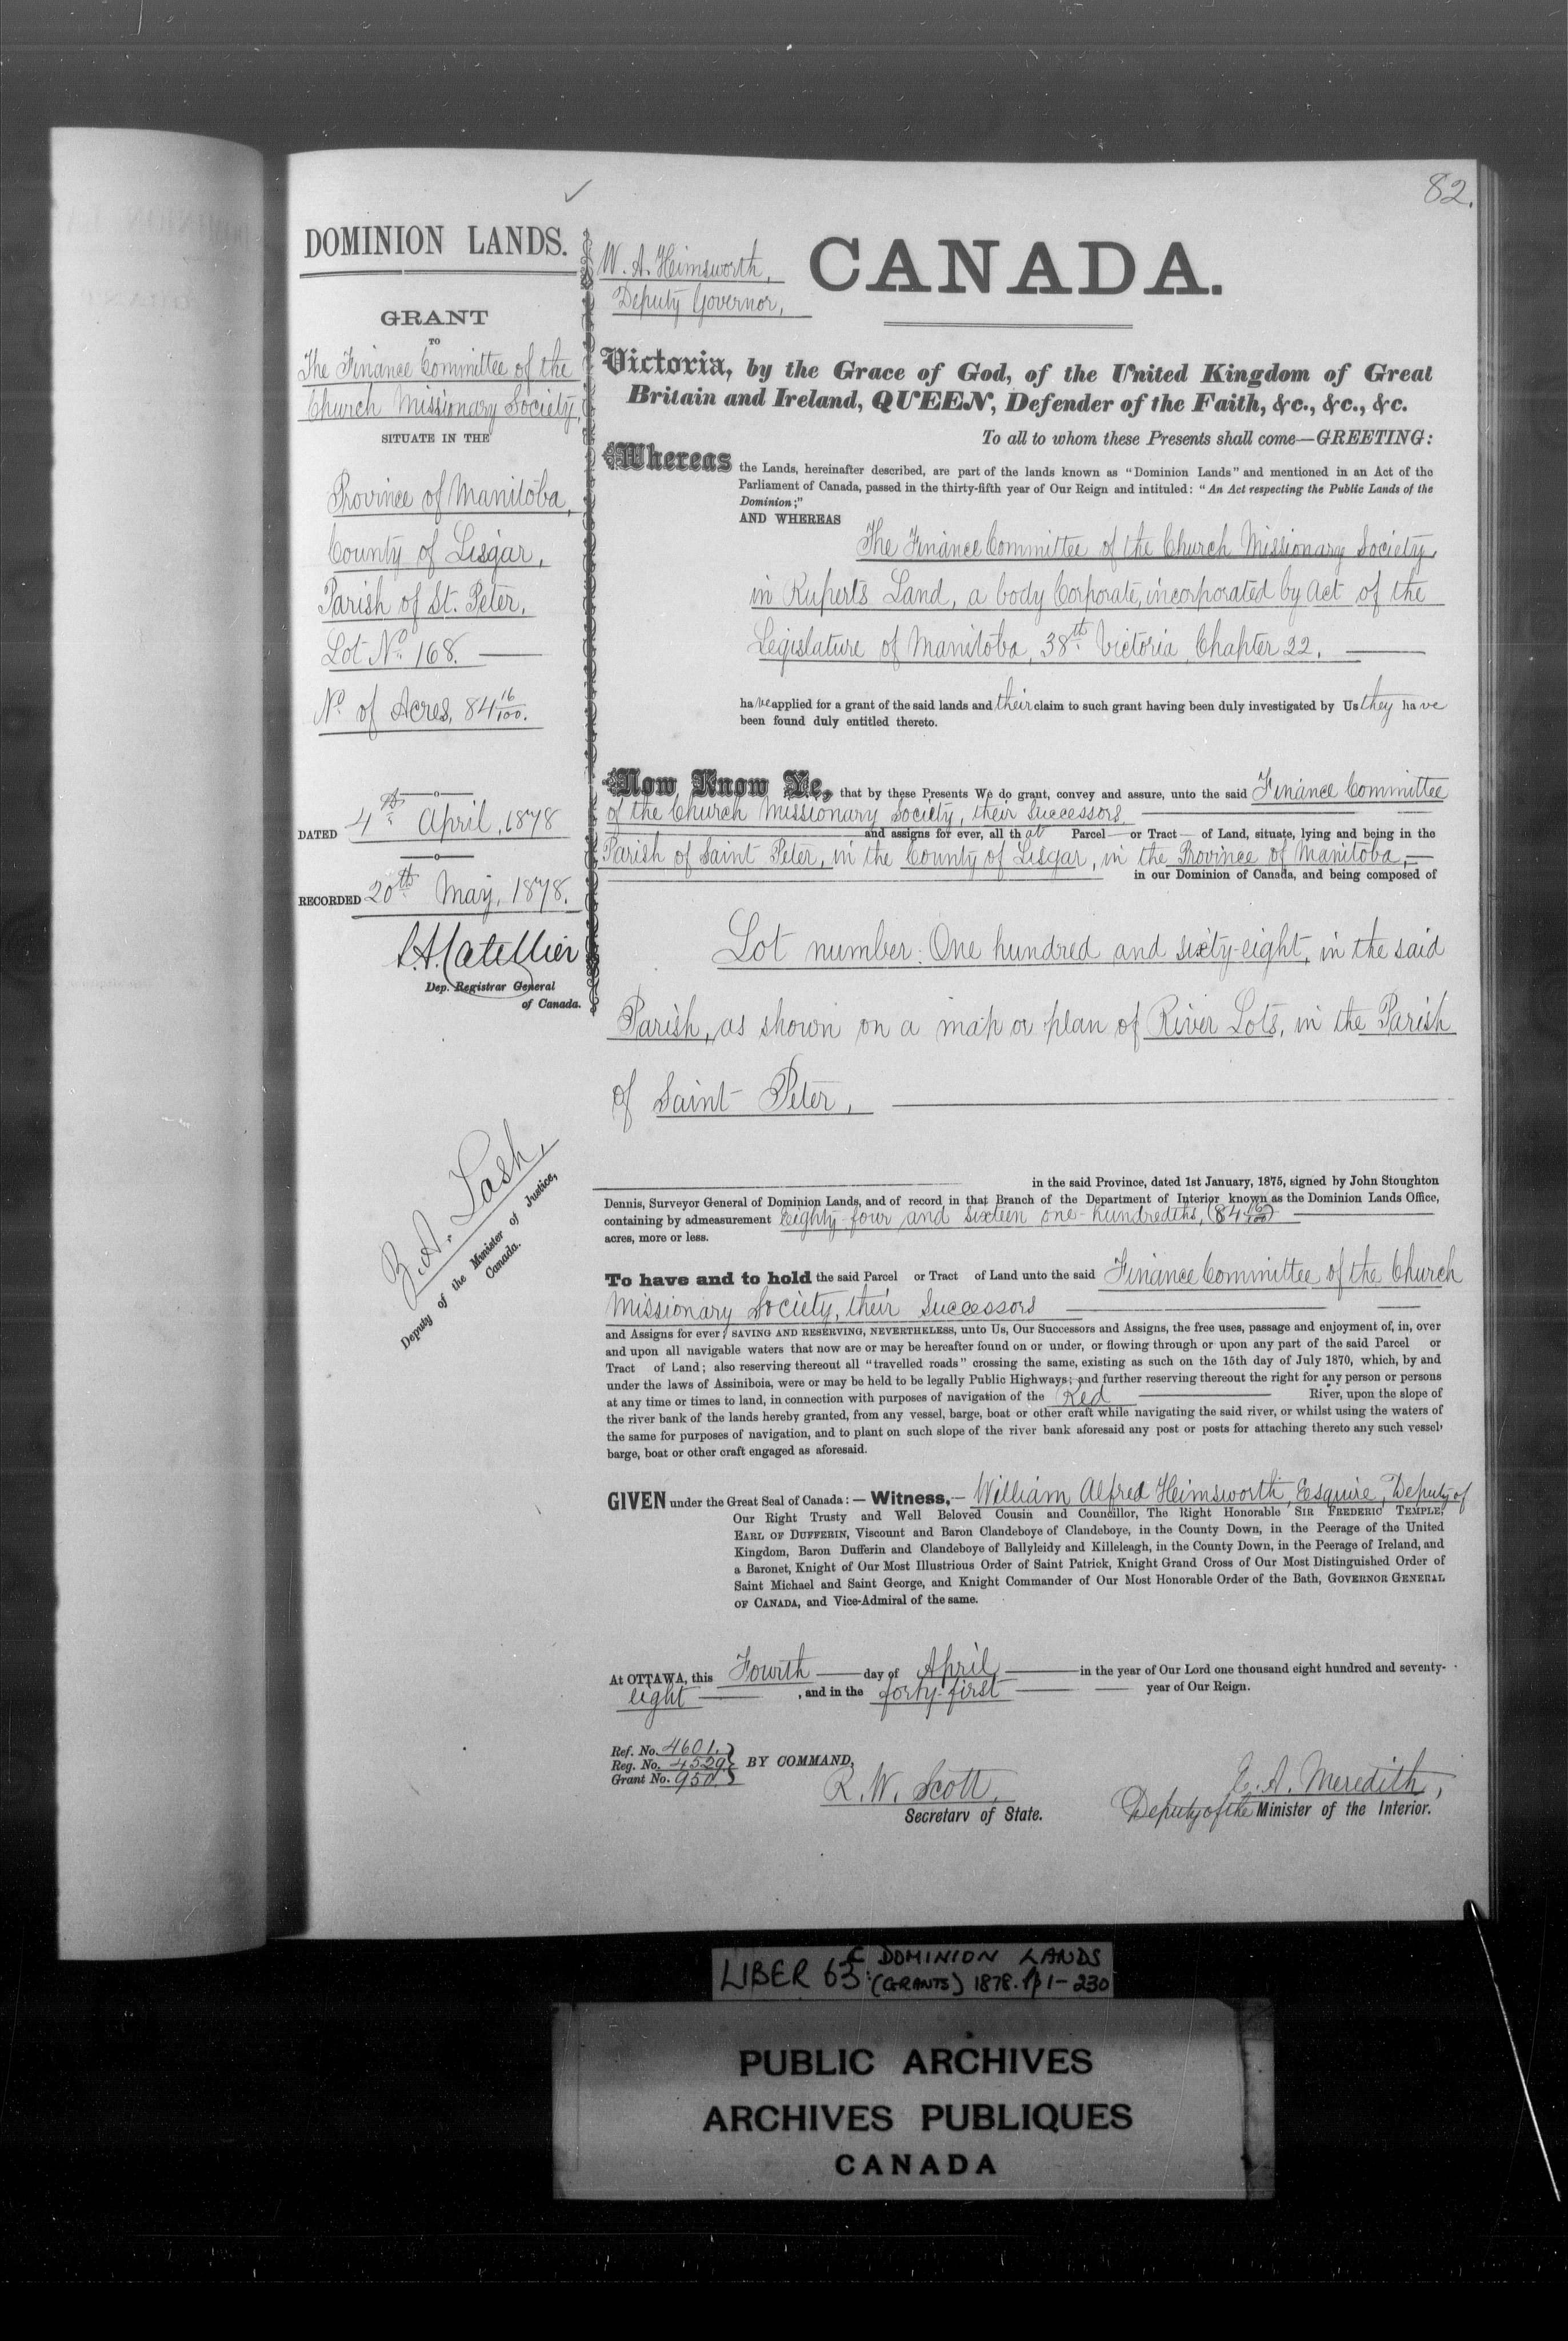 82.
DOMINION LANDS.
GRANT
TO
The Finance Committee of the
Church Missionary Society,
SITUATE IN THE
Province of Manitoba,
County of Lisgar,
Parish of St. Peter,
Lot No. 168.
No. of Acres, 84 16/100.
DATED 4th April, 1878
RECORDED 20th May, 1878.
L.A. Catellier
Dep. Registrar General
of Canada.
Z. A. Lash,
Deputy of the Minister of Justice,
Canada.
W. A. Heimsworth,
Deputy Governor,
CANADA.
Victoria, by the Grace of God, of the United Kingdom of Great
Britain and Ireland, QUEEN, Defender of the Faith, &c., &c., &c.
To all to whom these Presents shall come—GREETING:
Whereas the Lands, hereinafter described, are part of the lands known as "Dominion Lands" and mentioned in an Act of the
Parliament of Canada, passed in the thirty-fifth year of Our Reign and intituled: "An Act respecting the Public Lands of the
Dominion;"
AND WHEREAS
The Finance Committee of the Church Missionary Society,
in Ruperts Land, a body Corporate, incorporated by Act of the
Legislature of Manitoba, 38th Victoria, Chapter 22.
have applied for a grant of the said lands and their claim to such grant having been duly investigated by Us they have
been found duly entitled thereto.
Now Know Ye, that by these Presents We do grant, convey and assure, unto the said Finance Committee
of the Church Missionary Society, their Successors
and assigns for ever, all that Parcel or Tract of Land, situate, lying and being in the
Parish of Saint Peter, in the County of Lisgar, in the Province of Manitoba,
in our Dominion of Canada, and being composed of
Lot number: One hundred and sixty-eight, in the said
Parish, as shown on a map or plan of River Lots, in the Parish
of Saint Peter,
in the said Province, dated 1st January, 1875, signed by John Stoughton
Dennis, Surveyor General of Dominion Lands, and of record in that Branch of the Department of Interior known as the Dominion Lands Office,
containing by admeasurement Eighty-four and sixteen one-hundredths, (84 16/100)
acres, more or less.
To have and to hold the said Parcel or Tract of Land unto the said Finance Committee of the Church
Missionary Society, their Successors
and Assigns for ever; SAVING AND RESERVING, NEVERTHELESS, unto Us, Our Successors and Assigns, the free uses, passage and enjoyment of, in, over
and upon all navigable waters that now are or may be hereafter found on or under, or flowing through or upon any part of the said Parcel or
Tract of Land; also reserving thereout all "travelled roads" crossing the same, existing as such on the 15th day of July 1870, which, by and
under the laws of Assiniboia, were or may be held to be legally Public Highways; and further reserving thereout the right for any person or persons
at any time or times to land, in connection with purposes of navigation of the Red River, upon the slope of
the river bank of the lands hereby granted, from any vessel, barge, boat or other craft while navigating the said river, or whilst using the waters of
the same for purposes of navigation, and to plant on such slope of the river bank aforesaid any post or posts for attaching thereto any such vessel,
barge, boat or other craft engaged as aforesaid.
GIVEN under the Great Seal of Canada: — Witness,— William Alfred Heimsworth, Esquire, Deputy of
Our Right Trusty and Well Beloved Cousin and Councillor, The Right Honorable SIR FREDERIC TEMPLE,
EARL OF DUFFERIN, Viscount and Baron Clandeboye of Clandeboye, in the County Down, in the Peerage of the United
Kingdom, Baron Dufferin and Clandeboye of Ballyleidy and Killeleagh, in the County Down, in the Peerage of Ireland, and
a Baronet, Knight of Our Most Illustrious Order of Saint Patrick, Knight Grand Cross of Our Most Distinguished Order of
Saint Michael and Saint George, and Knight Commander of Our Most Honorable Order of the Bath, GOVERNOR GENERAL
OF CANADA, and Vice-Admiral of the same.
At OTTAWA, this Fourth day of April in the year of Our Lord one thousand eight hundred and seventy-
eight, and in the forty-first year of Our Reign.
Ref. No. 4601.
Reg. No. 4529
Grant No. 950.
BY COMMAND,
R. W. Scott,
Secretary of State.
E. A. Meredith,
Deputy of the Minister of the Interior.
LIBER 63: C DOMINION LANDS
(GRANTS) 1878. pp 1-230
PUBLIC ARCHIVES
ARCHIVES PUBLIQUES
CANADA